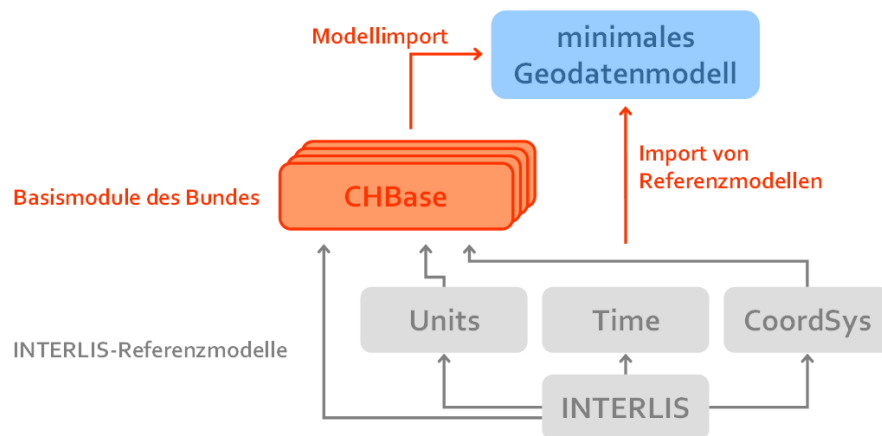 Modellimport
minimales
Geodatenmodell
Import von
Referenzmodellen
Basismodule des Bundes
CHBase
Units
Time
CoordSys
INTERLIS-Referenzmodelle
INTERLIS